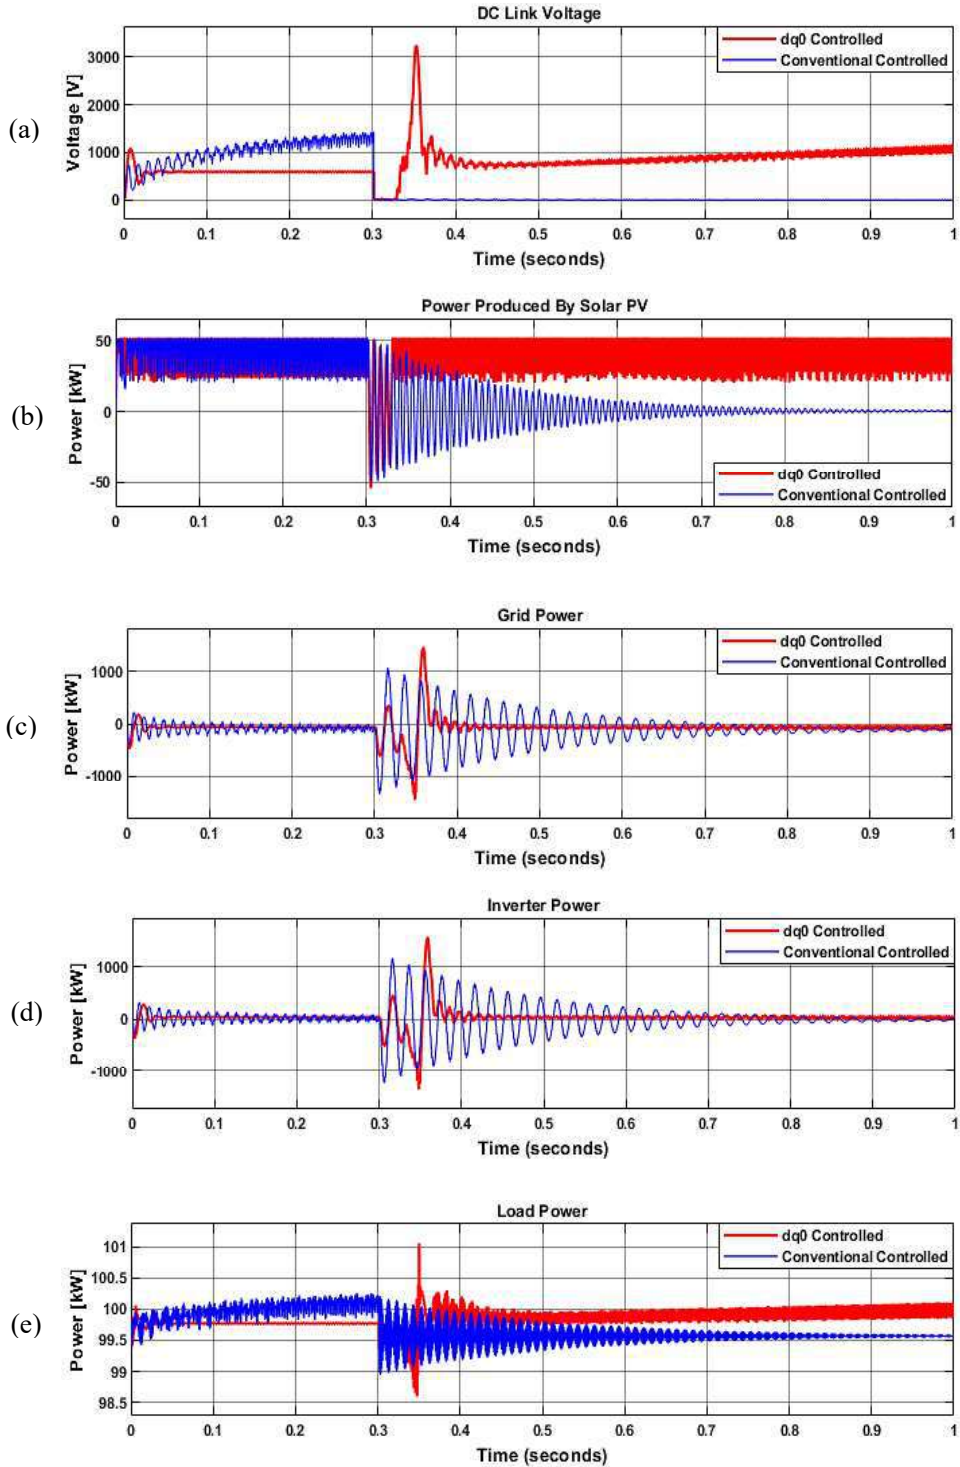 DC Link Voltage
(a)
Voltage [V]
3000
2000
1000
0
dq0 Controlled
Conventional Controlled
0 0.1 0.2 0.3 0.4 0.5 0.6 0.7 0.8 0.9 1
Time (seconds)
Power Produced By Solar PV
(b)
Power [kW]
50
0
-50
dq0 Controlled
Conventional Controlled
0 0.1 0.2 0.3 0.4 0.5 0.6 0.7 0.8 0.9 1
Time (seconds)
Grid Power
(c)
Power [kW]
1000
0
-1000
dq0 Controlled
Conventional Controlled
0 0.1 0.2 0.3 0.4 0.5 0.6 0.7 0.8 0.9 1
Time (seconds)
Inverter Power
(d)
Power [kW]
1000
0
-1000
dq0 Controlled
Conventional Controlled
0 0.1 0.2 0.3 0.4 0.5 0.6 0.7 0.8 0.9 1
Time (seconds)
Load Power
(e)
Power [kW]
101
100.5
100
99.5
99
98.5
dq0 Controlled
Conventional Controlled
0 0.1 0.2 0.3 0.4 0.5 0.6 0.7 0.8 0.9 1
Time (seconds)